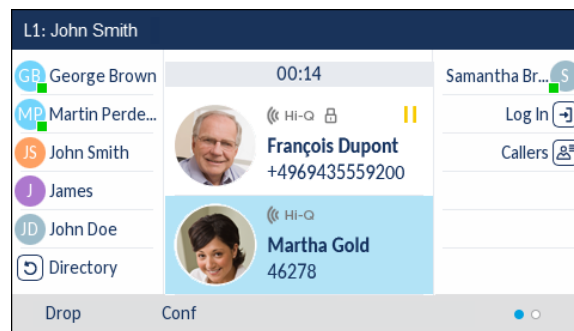 L1: John Smith
GB George Brown
MP Martin Perde...
JS John Smith
J James
JD John Doe
Directory
00:14
Hi-Q
François Dupont
+4969435559200
Hi-Q
Martha Gold
46278
Samantha Br... S
Log In
Callers
Drop Conf